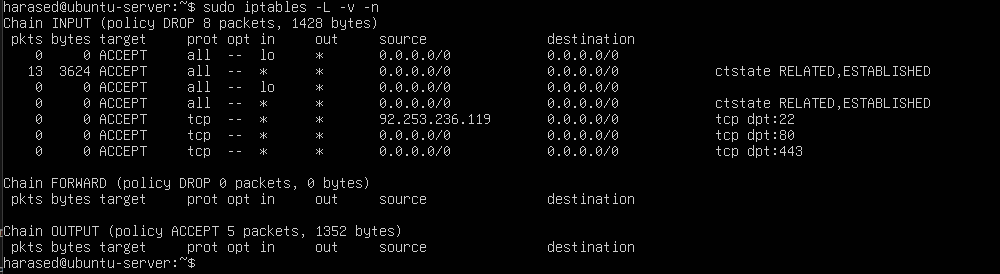 harased@ubuntu-server:~$ sudo iptables -L -v -n
Chain INPUT (policy DROP 8 packets, 1428 bytes)
 pkts bytes target     prot opt in     out     source               destination
    0     0 ACCEPT     all  --  lo     *       0.0.0.0/0            0.0.0.0/0
   13  3624 ACCEPT     all  --  *      *       0.0.0.0/0            0.0.0.0/0            ctstate RELATED,ESTABLISHED
    0     0 ACCEPT     all  --  lo     *       0.0.0.0/0            0.0.0.0/0
    0     0 ACCEPT     all  --  *      *       0.0.0.0/0            0.0.0.0/0            ctstate RELATED,ESTABLISHED
    0     0 ACCEPT     tcp  --  *      *       92.253.236.119       0.0.0.0/0            tcp dpt:22
    0     0 ACCEPT     tcp  --  *      *       0.0.0.0/0            0.0.0.0/0            tcp dpt:80
    0     0 ACCEPT     tcp  --  *      *       0.0.0.0/0            0.0.0.0/0            tcp dpt:443
Chain FORWARD (policy DROP 0 packets, 0 bytes)
 pkts bytes target     prot opt in     out     source               destination
Chain OUTPUT (policy ACCEPT 5 packets, 1352 bytes)
 pkts bytes target     prot opt in     out     source               destination
harased@ubuntu-server:~$